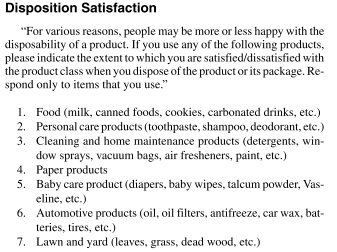 Disposition Satisfaction
“For various reasons, people may be more or less happy with the
disposability of a product. If you use any of the following products,
please indicate the extent to which you are satisfied/dissatisfied with
the product class when you dispose of the product or its package. Re-
spond only to items that you use.”
1. Food (milk, canned foods, cookies, carbonated drinks, etc.)
2. Personal care products (toothpaste, shampoo, deodorant, etc.)
3. Cleaning and home maintenance products (detergents, win-
dow sprays, vacuum bags, air fresheners, paint, etc.)
4. Paper products
5. Baby care product (diapers, baby wipes, talcum powder, Vas-
eline, etc.)
6. Automotive products (oil, oil filters, antifreeze, car wax, bat-
teries, tires, etc.)
7. Lawn and yard (leaves, grass, dead wood, etc.)